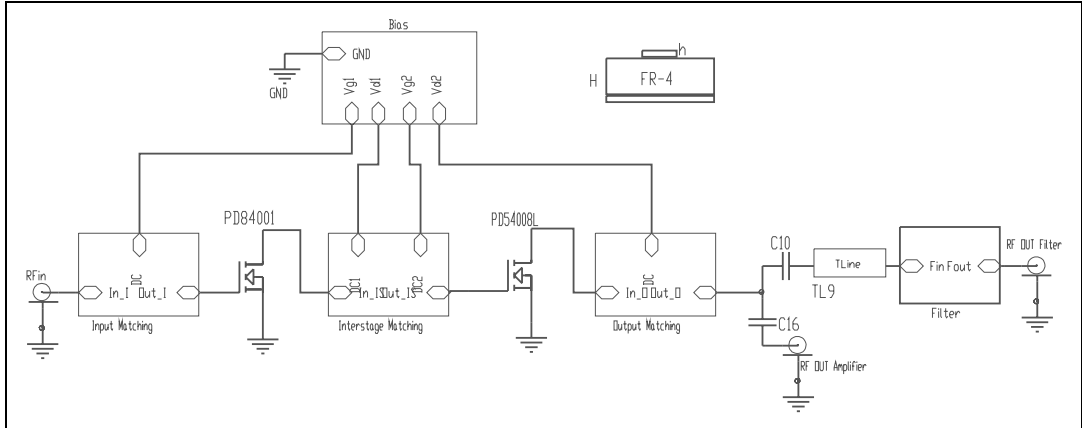 Bias
GND
GND
Vg1
Vd1
Vg2
Vd2
H
h
FR-4
PD84001
PD54008L
RFin
DC
In_I
Out_I
Input Matching
DC1
DC2
In_IS
Out_IS
Interstage Matching
DC
In_O
Out_O
Output Matching
C10
TLine
TL9
C16
RF OUT Amplifier
Fin
Fout
Filter
RF OUT Filter